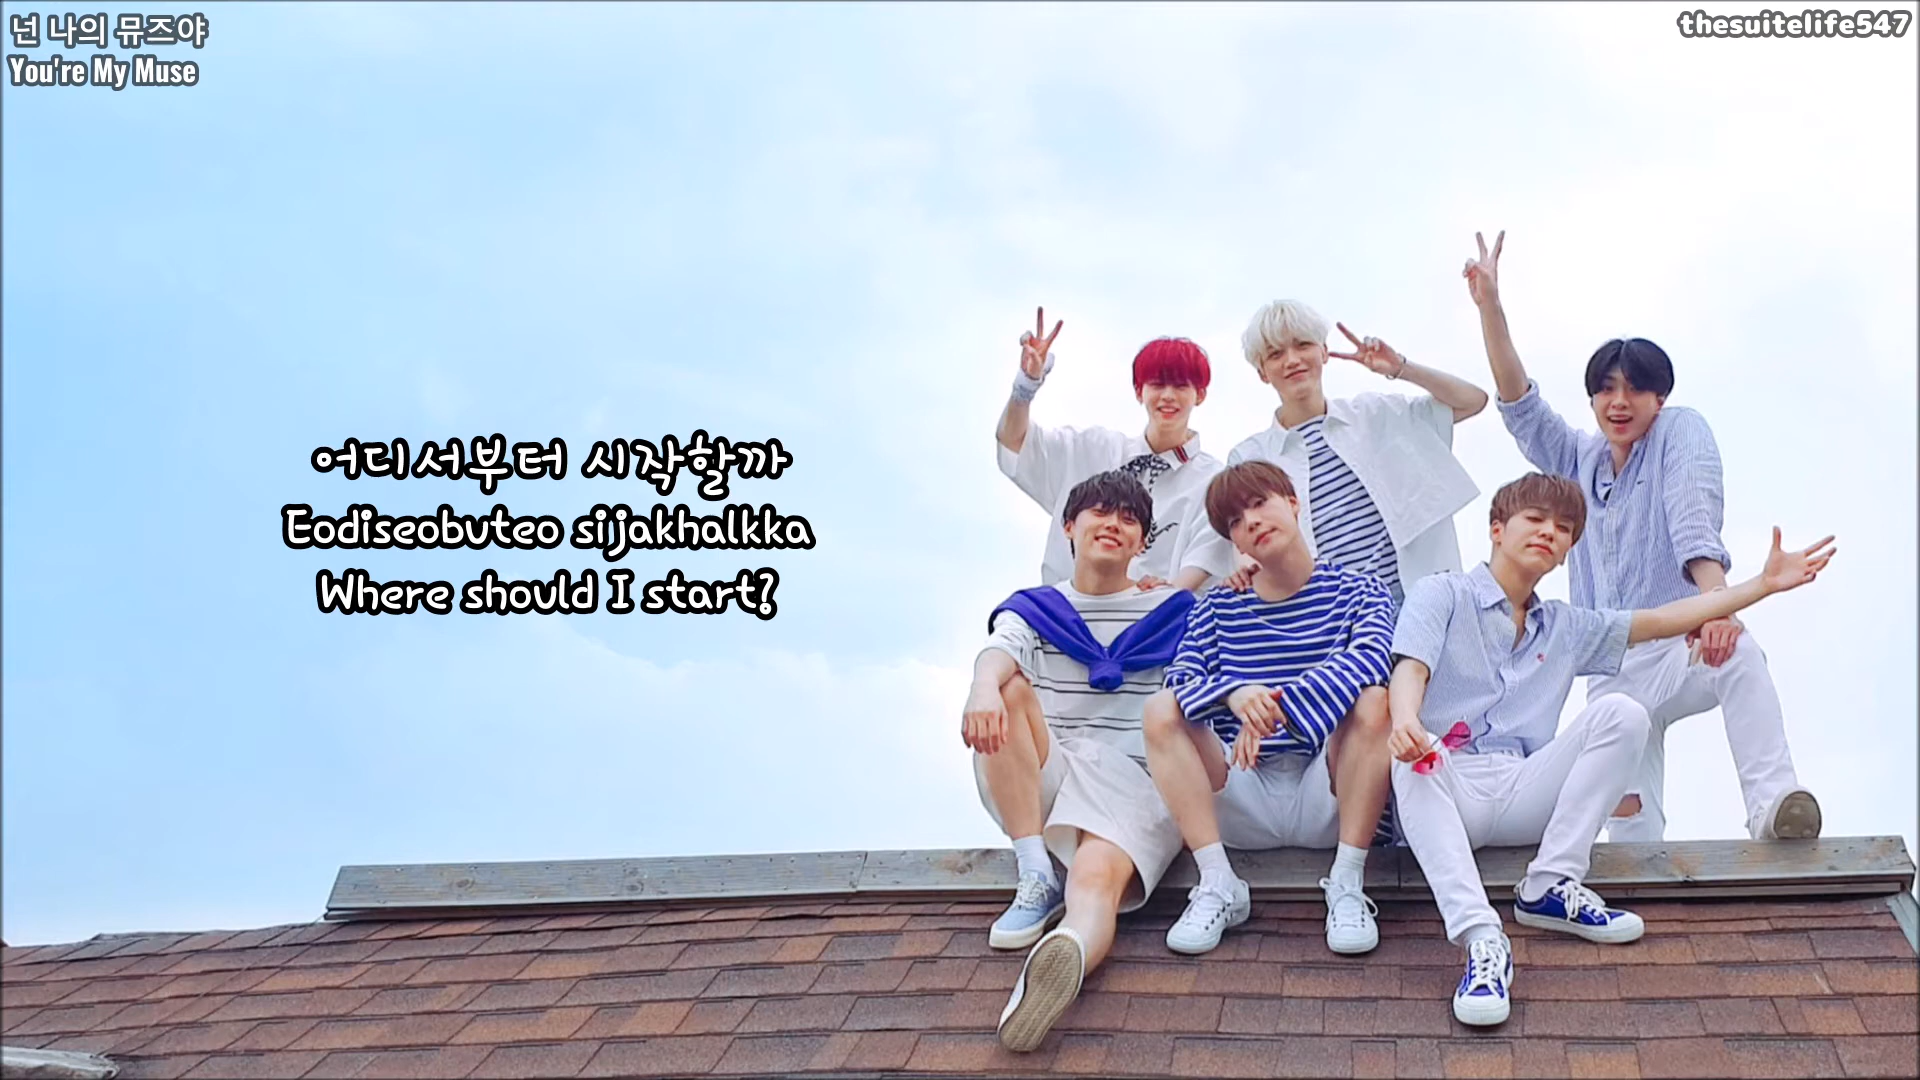 넌 나의 뮤즈야
You're My Muse
thesuitelife547
어디서부터 시작할까
Eodiseobuteo sijakhalkka
Where should I start?